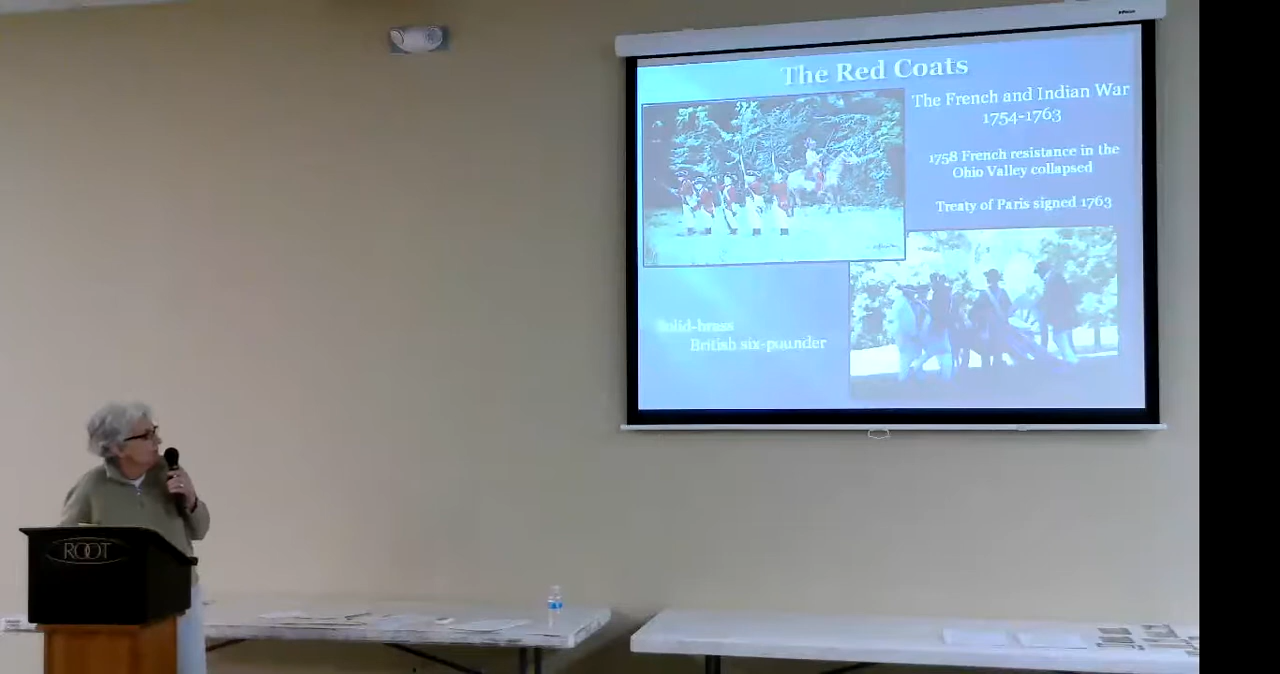 The Red Coats
The French and Indian War
1754-1763
1758 French resistance in the
Ohio Valley collapsed
Treaty of Paris signed 1763
Solid-brass
British six-pounder
ROOT